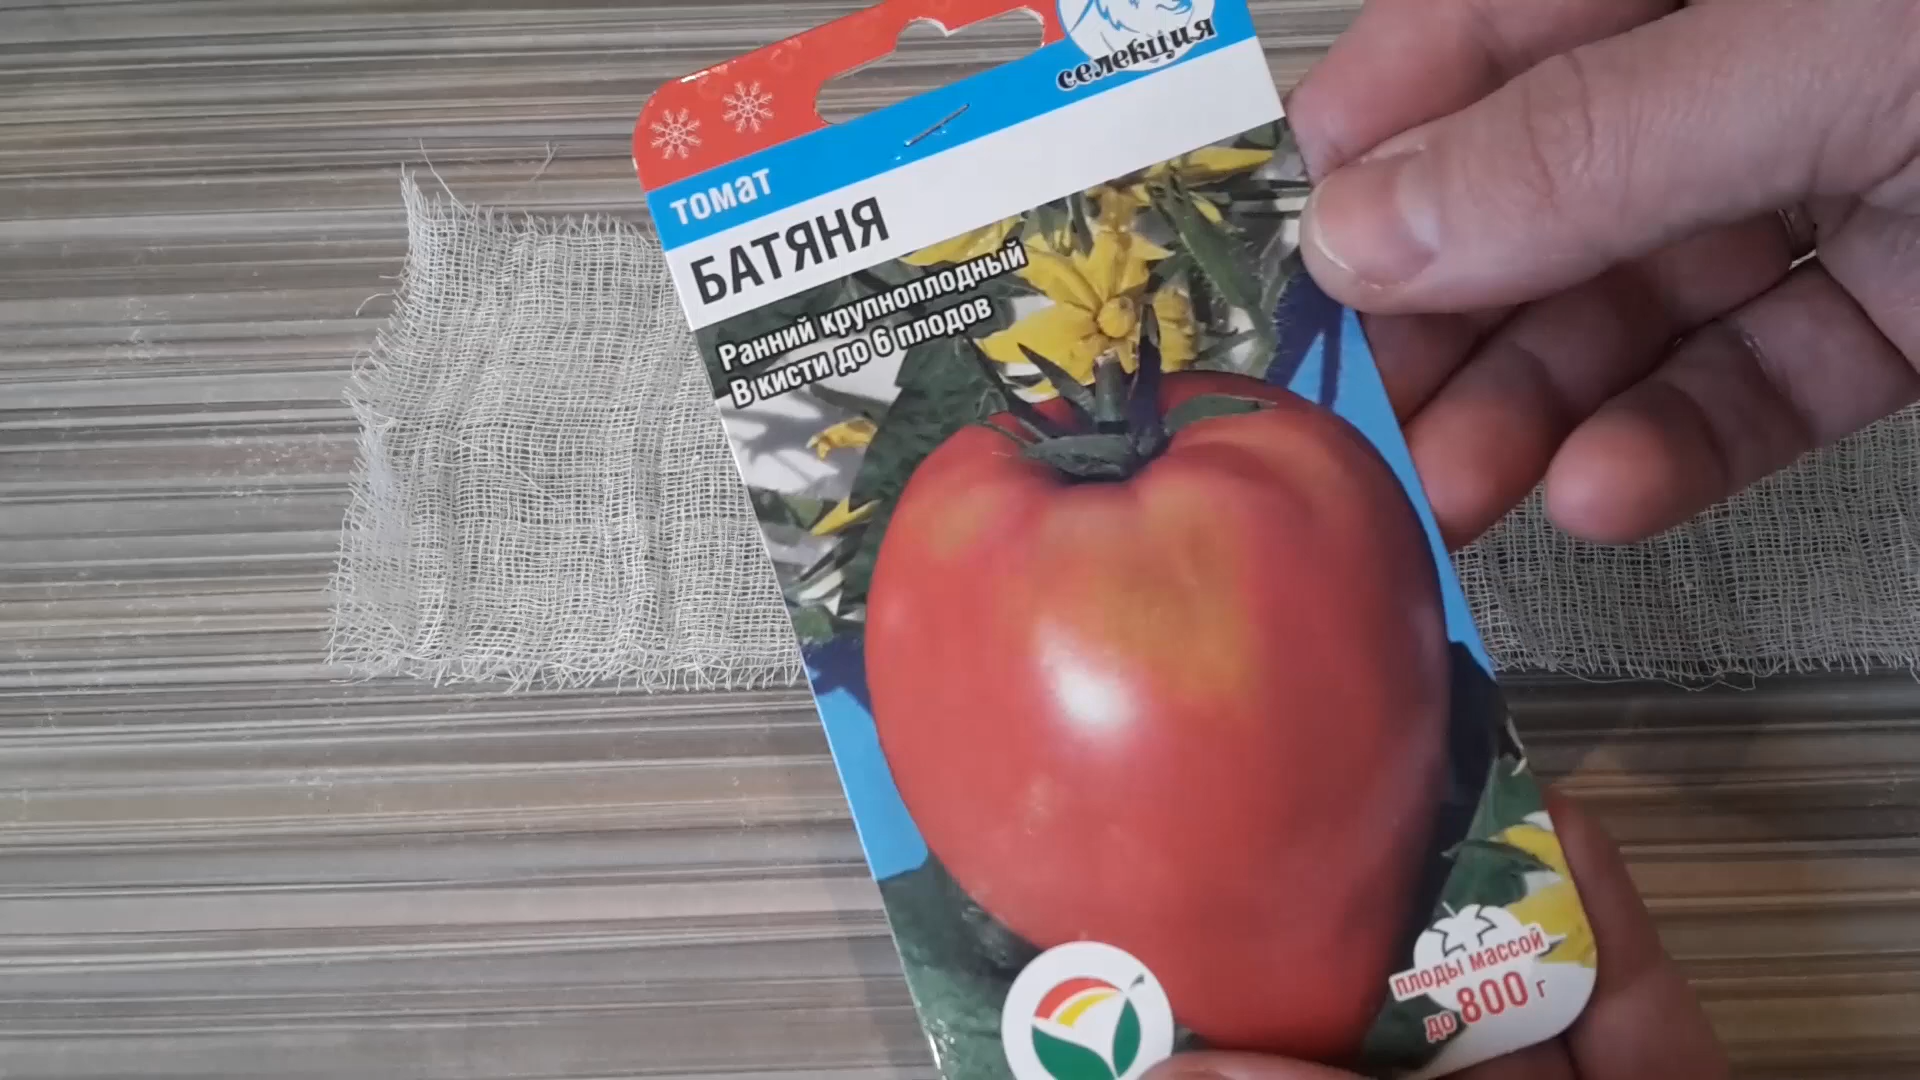 селекция
томат
БАТЯНЯ
Ранний крупноплодный
В кисти до 6 плодов
плоды массой
до 800 г